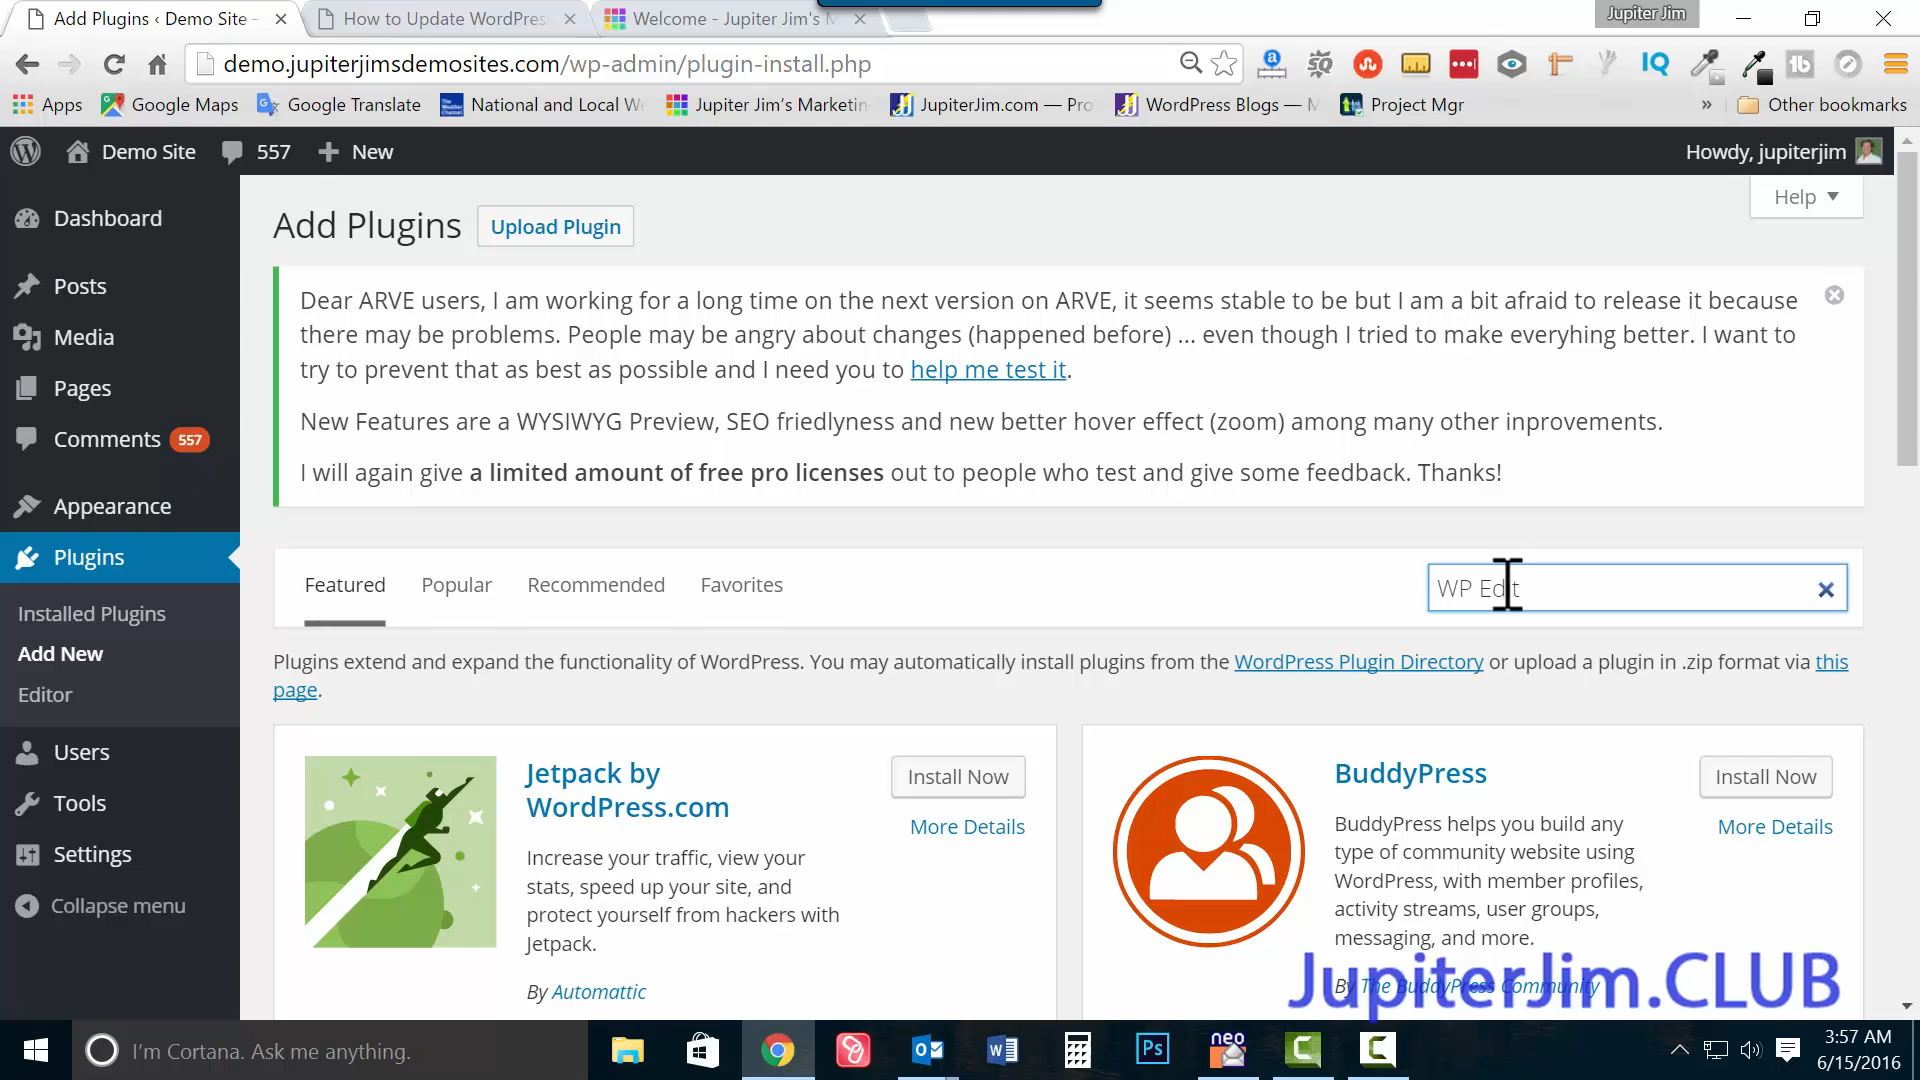 Add Plugins ‹ Demo Site –
How to Update WordPres
Welcome - Jupiter Jim's M
Jupiter Jim
demo.jupiterjimsdemosites.com/wp-admin/plugin-install.php
Apps
Google Maps
Google Translate
National and Local W
Jupiter Jim's Marketin
JupiterJim.com — Pro
WordPress Blogs — M
Project Mgr
»
Other bookmarks
Demo Site
557
New
Howdy, jupiterjim
Dashboard
Posts
Media
Pages
Comments 557
Appearance
Plugins
Installed Plugins
Add New
Editor
Users
Tools
Settings
Collapse menu
Help
Add Plugins
Upload Plugin
Dear ARVE users, I am working for a long time on the next version on ARVE, it seems stable to be but I am a bit afraid to release it because
there may be problems. People may be angry about changes (happened before) ... even though I tried to make everyhing better. I want to
try to prevent that as best as possible and I need you to help me test it.
New Features are a WYSIWYG Preview, SEO friedlyness and new better hover effect (zoom) among many other inprovements.
I will again give a limited amount of free pro licenses out to people who test and give some feedback. Thanks!
Featured
Popular
Recommended
Favorites
WP Edit
Plugins extend and expand the functionality of WordPress. You may automatically install plugins from the WordPress Plugin Directory or upload a plugin in .zip format via this
page.
Jetpack by
WordPress.com
Install Now
More Details
Increase your traffic, view your
stats, speed up your site, and
protect yourself from hackers with
Jetpack.
By Automattic
BuddyPress
Install Now
More Details
BuddyPress helps you build any
type of community website using
WordPress, with member profiles,
activity streams, user groups,
messaging, and more.
By The BuddyPress Community
JupiterJim.CLUB
I'm Cortana. Ask me anything.
Ps
neo
3:57 AM
6/15/2016
a
SQ
IQ
tb